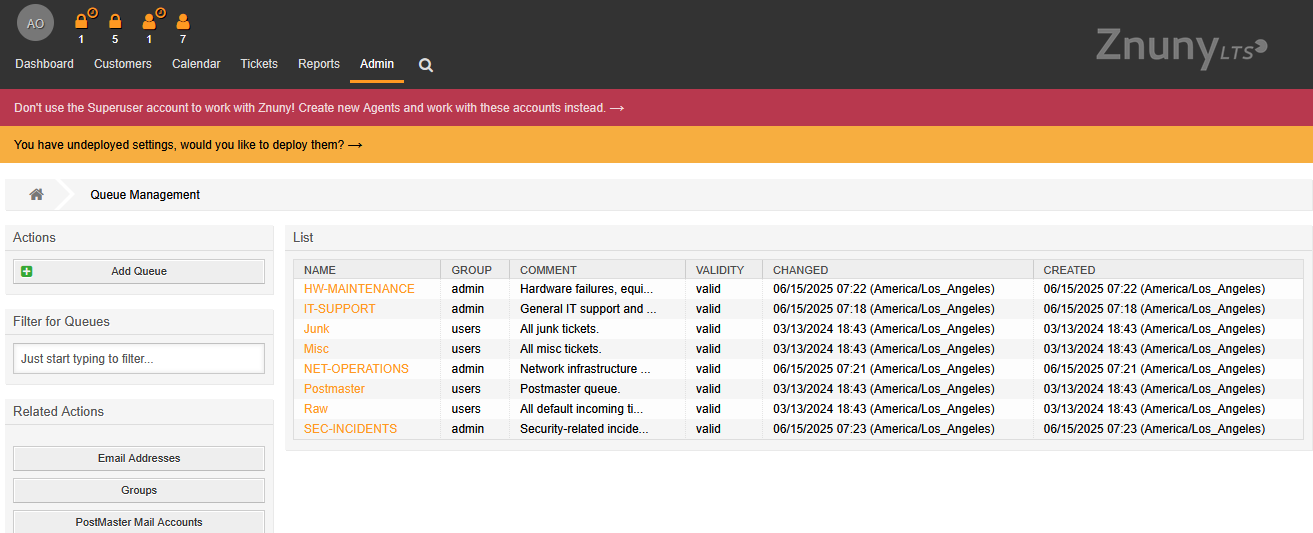 AO
1 5 1 7
Dashboard Customers Calendar Tickets Reports Admin
Znuny LTS
Don't use the Superuser account to work with Znuny! Create new Agents and work with these accounts instead. →
You have undeployed settings, would you like to deploy them? →
Queue Management
Actions
Add Queue
Filter for Queues
Just start typing to filter...
Related Actions
Email Addresses
Groups
PostMaster Mail Accounts
List
NAME GROUP COMMENT VALIDITY CHANGED CREATED
HW-MAINTENANCE admin Hardware failures, equi... valid 06/15/2025 07:22 (America/Los_Angeles) 06/15/2025 07:22 (America/Los_Angeles)
IT-SUPPORT admin General IT support and ... valid 06/15/2025 07:18 (America/Los_Angeles) 06/15/2025 07:18 (America/Los_Angeles)
Junk users All junk tickets. valid 03/13/2024 18:43 (America/Los_Angeles) 03/13/2024 18:43 (America/Los_Angeles)
Misc users All misc tickets. valid 03/13/2024 18:43 (America/Los_Angeles) 03/13/2024 18:43 (America/Los_Angeles)
NET-OPERATIONS admin Network infrastructure ... valid 06/15/2025 07:21 (America/Los_Angeles) 06/15/2025 07:21 (America/Los_Angeles)
Postmaster users Postmaster queue. valid 03/13/2024 18:43 (America/Los_Angeles) 03/13/2024 18:43 (America/Los_Angeles)
Raw users All default incoming ti... valid 03/13/2024 18:43 (America/Los_Angeles) 03/13/2024 18:43 (America/Los_Angeles)
SEC-INCIDENTS admin Security-related incide... valid 06/15/2025 07:23 (America/Los_Angeles) 06/15/2025 07:23 (America/Los_Angeles)